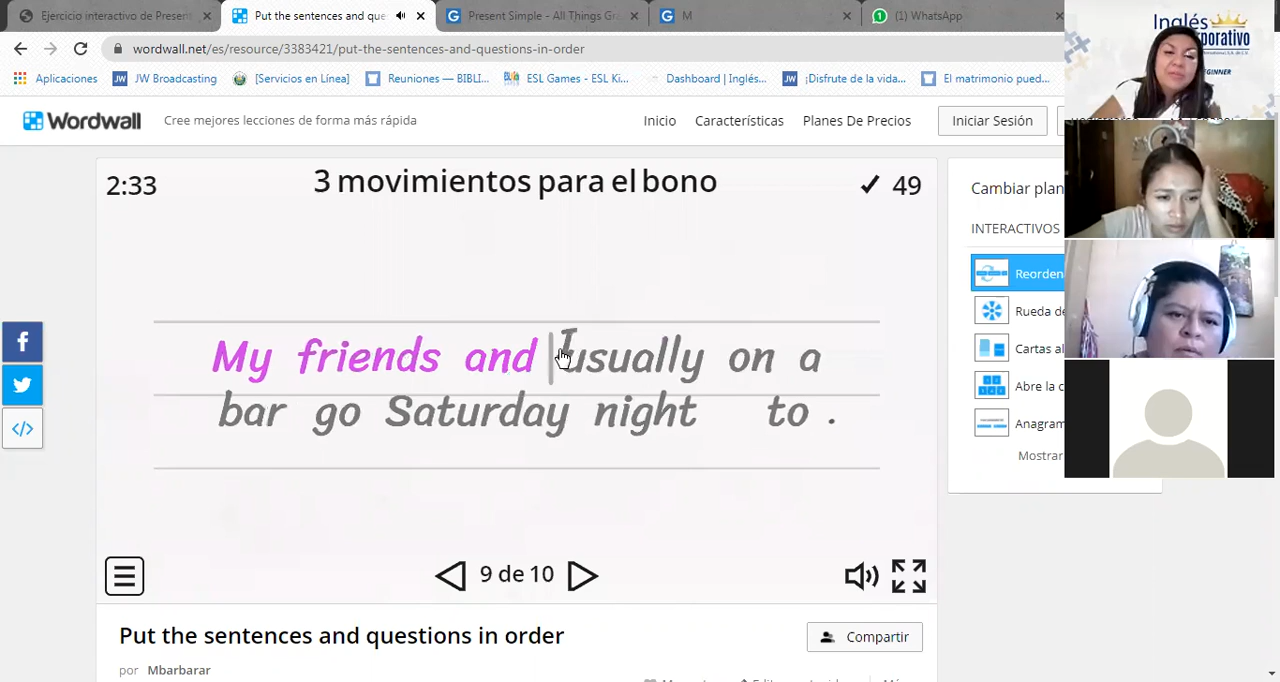 Ejercicio interactivo de Present
Put the sentences and que
Present Simple - All Things Gra
M
(1) WhatsApp
wordwall.net/es/resource/3383421/put-the-sentences-and-questions-in-order
Aplicaciones
JW Broadcasting
[Servicios en Línea]
Reuniones — BIBLI...
ESL Games - ESL Ki...
Dashboard | Inglés...
¡Disfrute de la vida...
El matrimonio pued...
Inglés
orporativo
GINNER
Wordwall
Cree mejores lecciones de forma más rápida
Inicio
Características
Planes De Precios
Iniciar Sesión
2:33
3 movimientos para el bono
49
My friends and I usually on a
bar go Saturday night to .
9 de 10
Cambiar plan
INTERACTIVOS
Reorden
Rueda de
Cartas al
Abre la c
Anagram
Mostrar
Put the sentences and questions in order
por Mbarbarar
Compartir